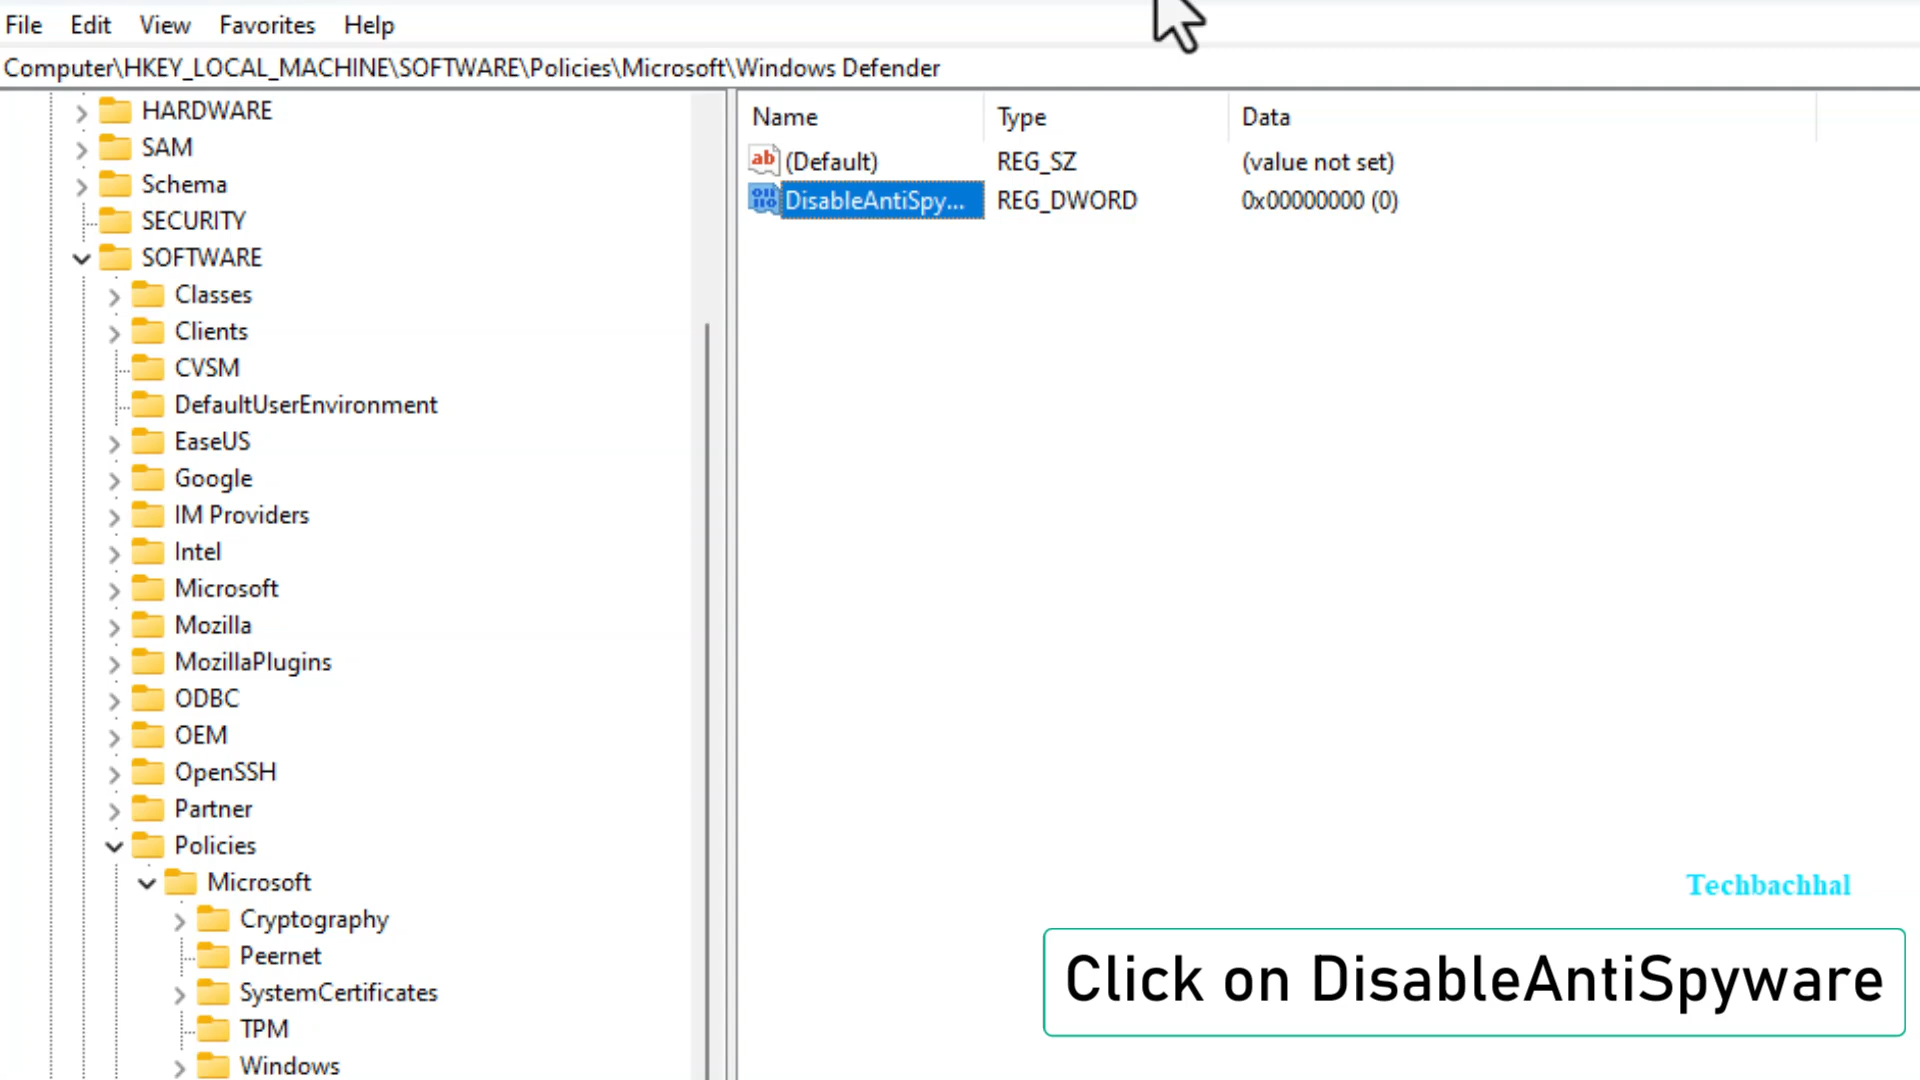 File Edit View Favorites Help
Computer\HKEY_LOCAL_MACHINE\SOFTWARE\Policies\Microsoft\Windows Defender
HARDWARE
SAM
Schema
SECURITY
SOFTWARE
Classes
Clients
CVSM
DefaultUserEnvironment
EaseUS
Google
IM Providers
Intel
Microsoft
Mozilla
MozillaPlugins
ODBC
OEM
OpenSSH
Partner
Policies
Microsoft
Cryptography
Peernet
SystemCertificates
TPM
Windows
Name Type Data
ab (Default) REG_SZ (value not set)
DisableAntiSpy... REG_DWORD 0x00000000 (0)
Techbachhal
Click on DisableAntiSpyware